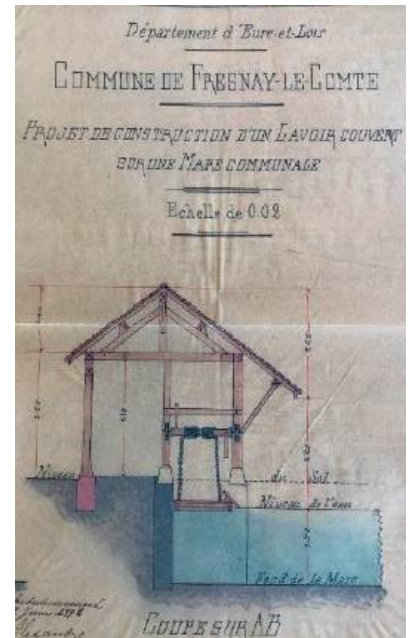 Département d'Eure-et-Loir
COMMUNE DE FRESNAY-LE-COMTE
PROJET DE CONSTRUCTION D'UN LAVOIR COUVERT
SUR UNE MARE COMMUNALE
Echelle de 0.02
Niveau du Sol
Niveau de l'eau
Fond de la Mare
COUPE SUR AB